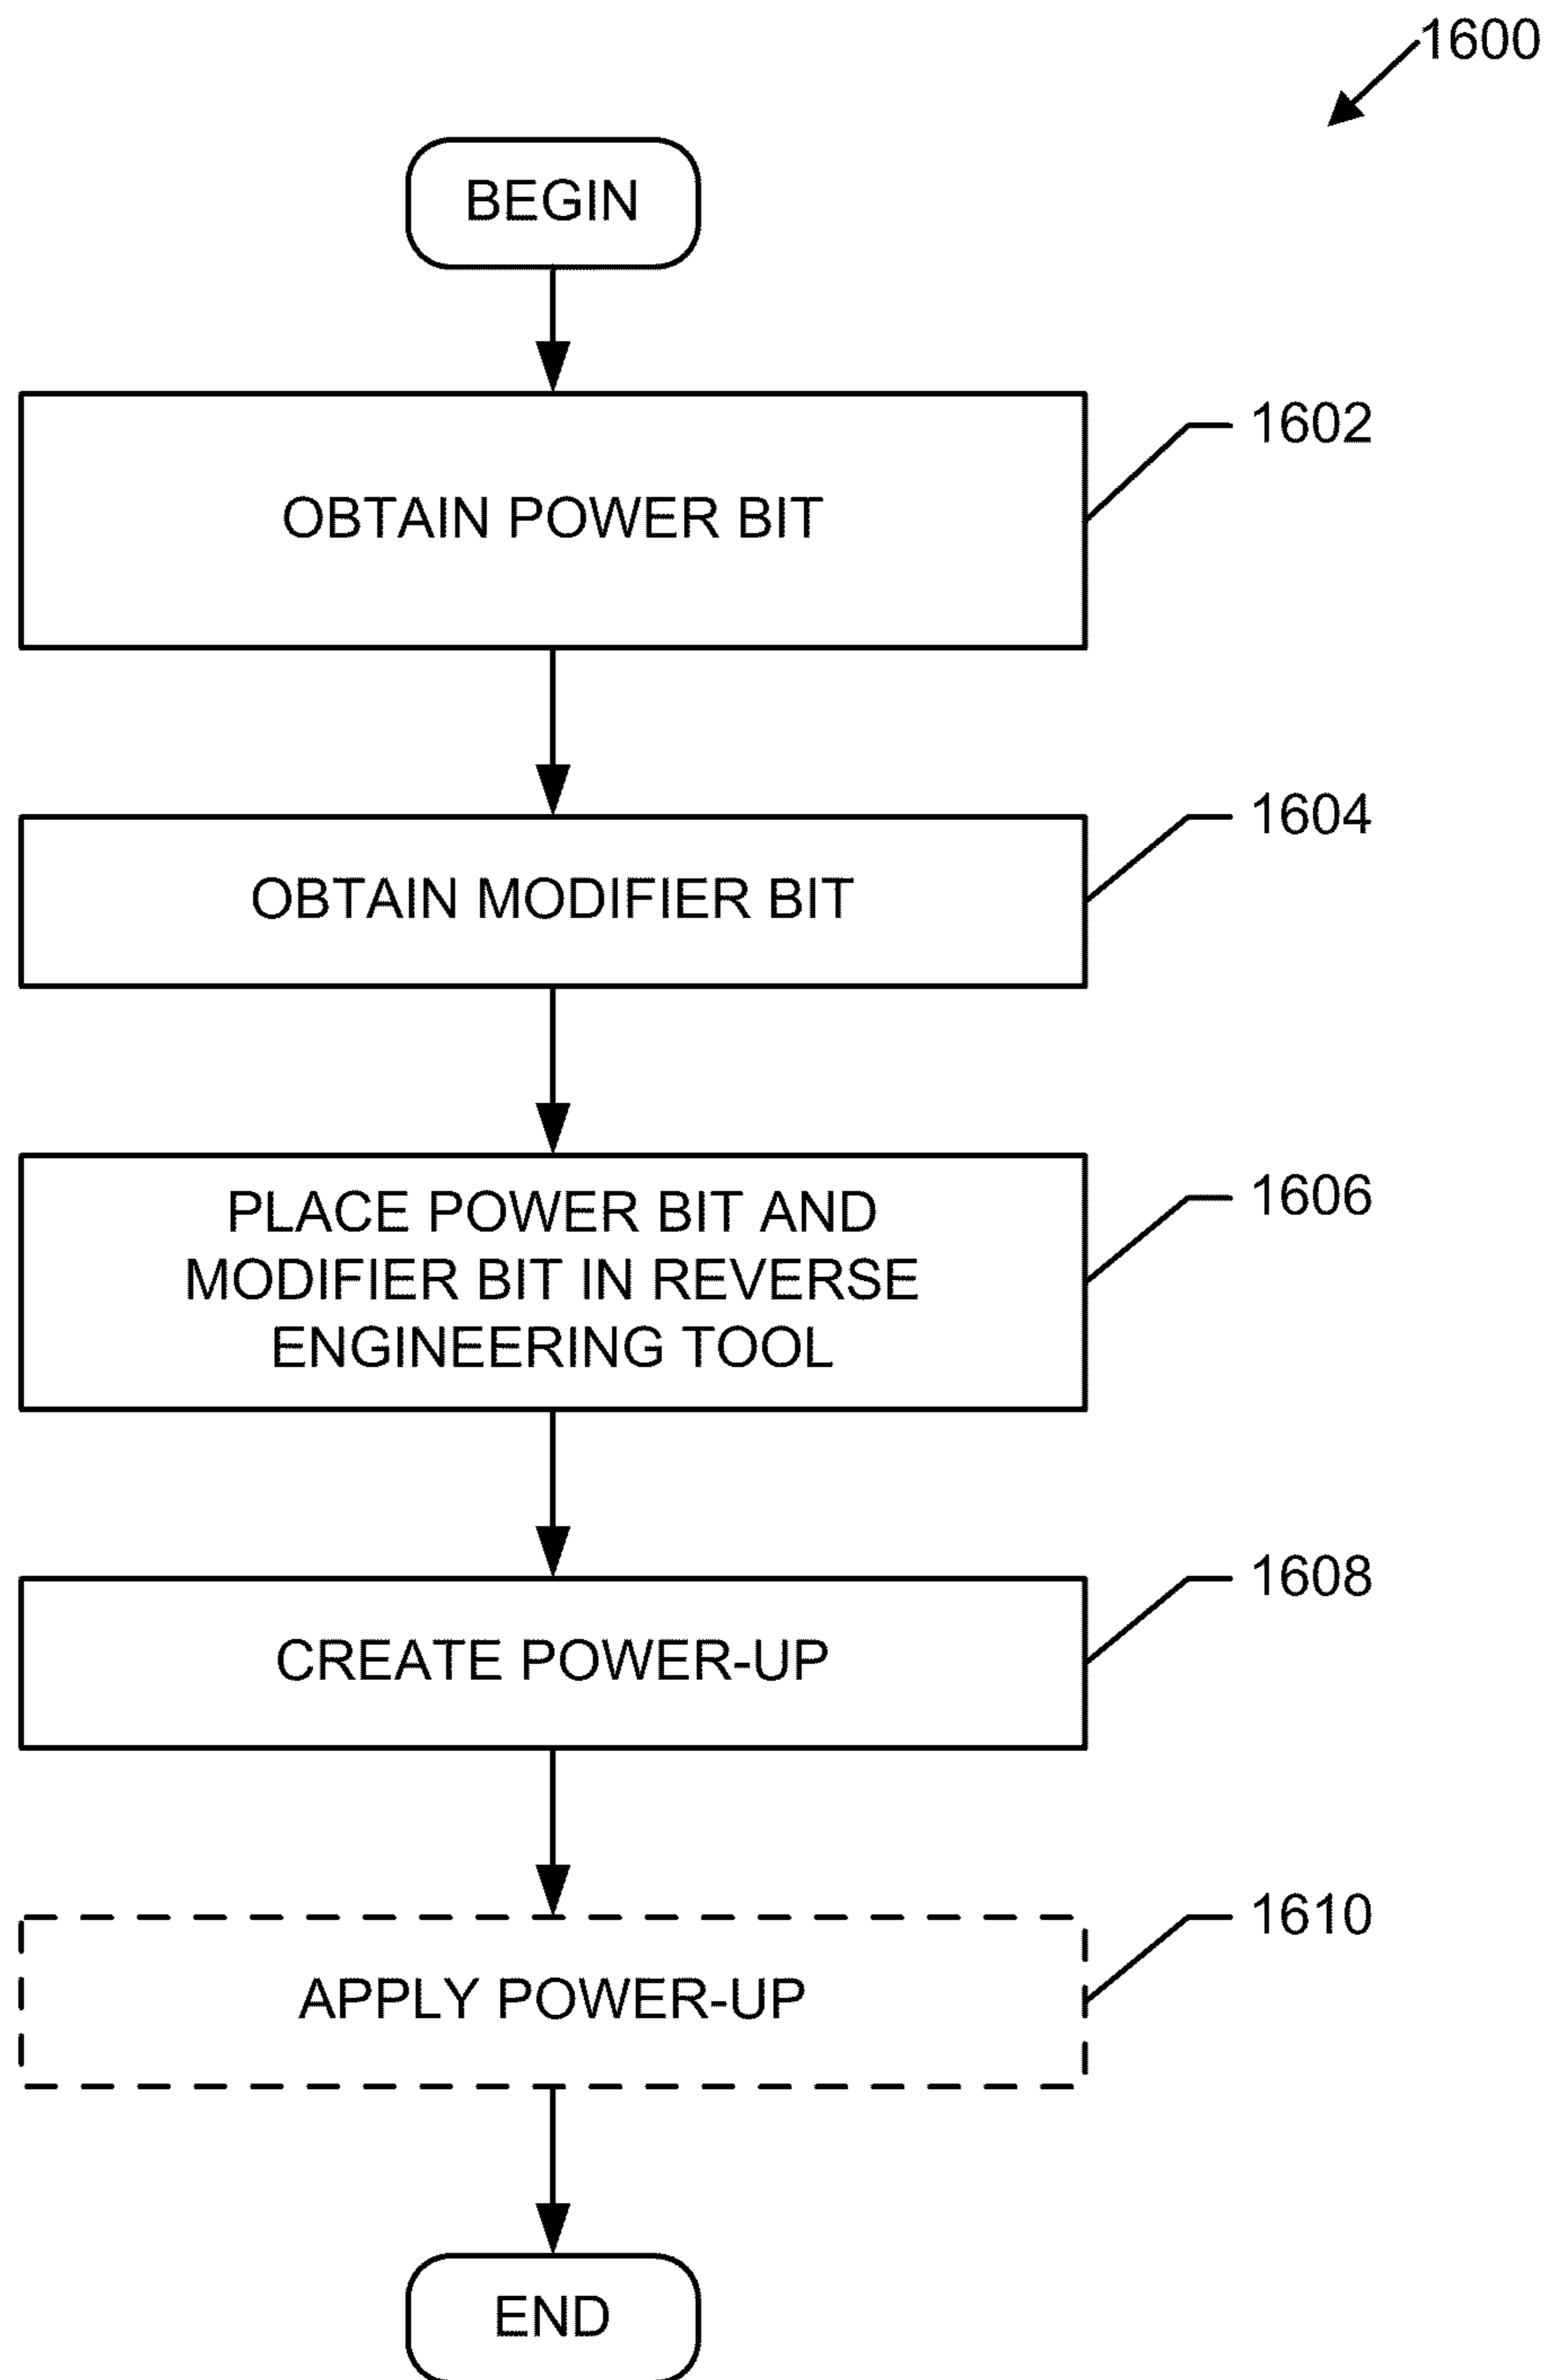 1600
BEGIN
1602
OBTAIN POWER BIT
1604
OBTAIN MODIFIER BIT
1606
PLACE POWER BIT AND
MODIFIER BIT IN REVERSE
ENGINEERING TOOL
1608
CREATE POWER-UP
1610
APPLY POWER-UP
END